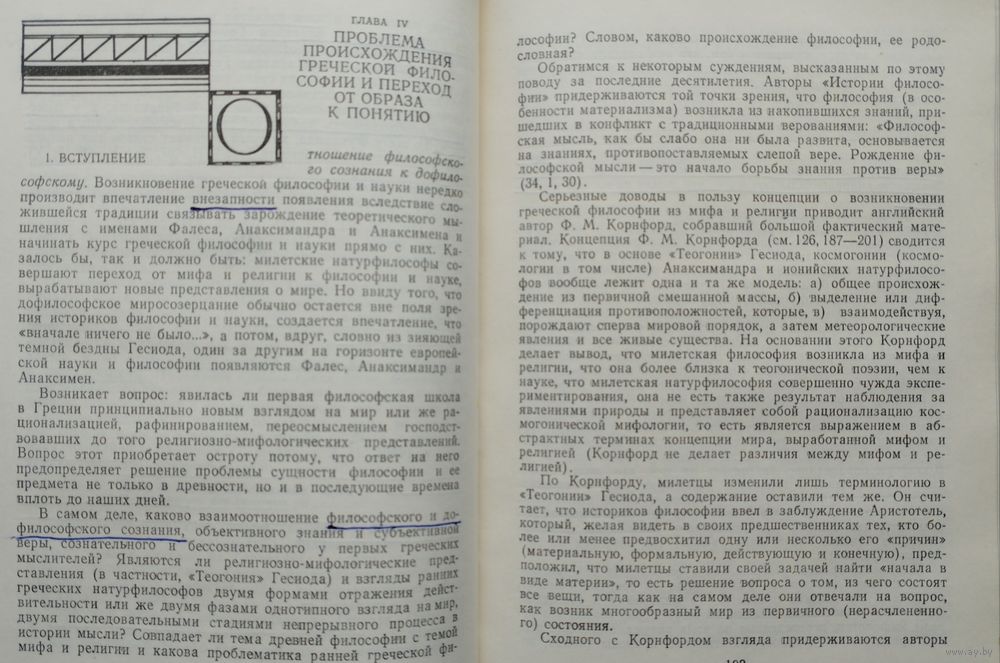 ГЛАВА IV
ПРОБЛЕМА
ПРОИСХОЖДЕНИЯ
ГРЕЧЕСКОЙ ФИЛО-
СОФИИ И ПЕРЕХОД
ОТ ОБРАЗА
К ПОНЯТИЮ
1. ВСТУПЛЕНИЕ
Отношение философско-
го сознания к дофило-
софскому. Возникновение греческой философии и науки нередко
производит впечатление внезапности появления вследствие сло-
жившейся традиции связывать зарождение теоретического мы-
шления с именами Фалеса, Анаксимандра и Анаксимена и
начинать курс греческой философии и науки прямо с них. Ка-
залось бы, так и должно быть: милетские натурфилософы со-
вершают переход от мифа и религии к философии и науке,
вырабатывают новые представления о мире. Но ввиду того, что
дофилософское миросозерцание обычно остается вне поля зре-
ния историков философии и науки, создается впечатление, что
«вначале ничего не было...», а потом, вдруг, словно из зияющей
темной бездны Гесиода, один за другим на горизонте европей-
ской науки и философии появляются Фалес, Анаксимандр и
Анаксимен.
Возникает вопрос: явилась ли первая философская школа
в Греции принципиально новым взглядом на мир или же ра-
ционализацией, рафинированием, переосмыслением господст-
вовавших до того религиозно-мифологических представлений.
Вопрос этот приобретает остроту потому, что ответ на него
предопределяет решение проблемы сущности философии и ее
предмета не только в древности, но и в последующие времена
вплоть до наших дней.
В самом деле, каково взаимоотношение философского и до-
философского сознания, объективного знания и субъективной
веры, сознательного и бессознательного у первых греческих
мыслителей? Являются ли религиозно-мифологические пред-
ставления (в частности, «Теогония» Гесиода) и взгляды ранних
греческих натурфилософов двумя формами отражения дейст-
вительности или же двумя фазами однотипного взгляда на мир,
двумя последовательными стадиями непрерывного процесса в
истории мысли? Совпадает ли тема древней философии с темой
мифа и религии и какова проблематика ранней греческой фи-
лософии? Словом, каково происхождение философии, ее родо-
словная?
Обратимся к некоторым суждениям, высказанным по этому
поводу за последние десятилетия. Авторы «Истории филосо-
фии» придерживаются той точки зрения, что философия (в осо-
бенности материализма) возникла из накопившихся знаний, при-
шедших в конфликт с традиционными верованиями: «Философ-
ская мысль, как бы слабо она ни была развита, основывается
на знаниях, противопоставляемых слепой вере. Рождение фи-
лософской мысли — это начало борьбы знания против веры»
(34, 1, 30).
Серьезные доводы в пользу концепции о возникновении
греческой философии из мифа и религии приводит английский
автор Ф. М. Корнфорд, собравший большой фактический мате-
риал. Концепция Ф. М. Корнфорда (см. 126, 187—201) сводится
к тому, что в основе «Теогонии» Гесиода, космогонии (космо-
логии в том числе) Анаксимандра и ионийских натурфилосо-
фов вообще лежит одна и та же модель: а) общее происхож-
дение из первичной смешанной массы, б) выделение или диф-
ференциация противоположностей, которые, в) взаимодействуя,
порождают сперва мировой порядок, а затем метеорологические
явления и все живые существа. На основании этого Корнфорд
делает вывод, что милетская философия возникла из мифа и
религии, что она более близка к теогонической поэзии, чем к
науке, что милетская натурфилософия совершенно чужда экспе-
риментирования, она не есть также результат наблюдения за
явлениями природы и представляет собой рационализацию кос-
могонической мифологии, то есть является выражением в аб-
страктных терминах концепции мира, выработанной мифом и
религией (Корнфорд не делает различия между мифом и ре-
лигией).
По Корнфорду, милетцы изменили лишь терминологию в
«Теогонии» Гесиода, а содержание оставили тем же. Он счи-
тает, что историков философии ввел в заблуждение Аристотель,
который, желая видеть в своих предшественниках тех, кто бо-
лее или менее предвосхитил одну или несколько его «причин»
(материальную, формальную, действующую и конечную), пред-
положил, что милетцы ставили своей задачей найти «начала в
виде материи», то есть решение вопроса о том, из чего состоят
все вещи, тогда как на самом деле они отвечали на вопрос,
как возник многообразный мир из первичного (нерасчлененно-
го) состояния.
Сходного с Корнфордом взгляда придерживаются авторы
www.ay.by